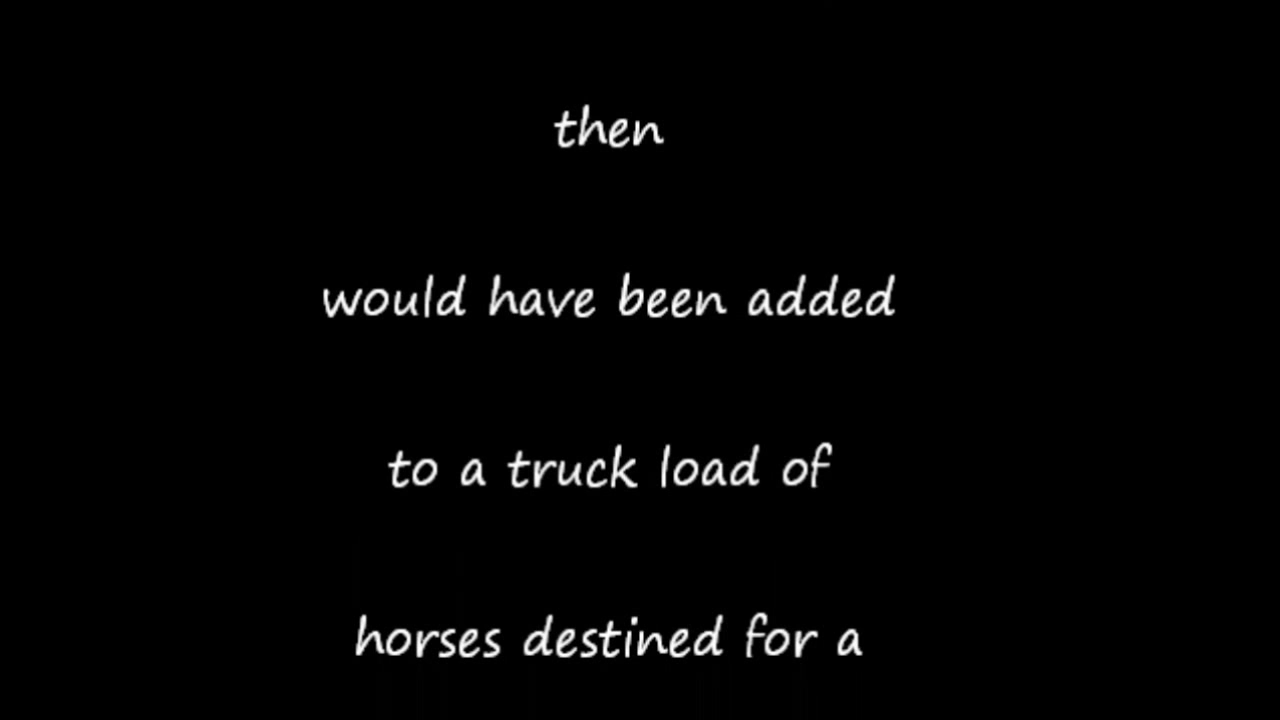 then
would have been added
to a truck load of
horses destined for a